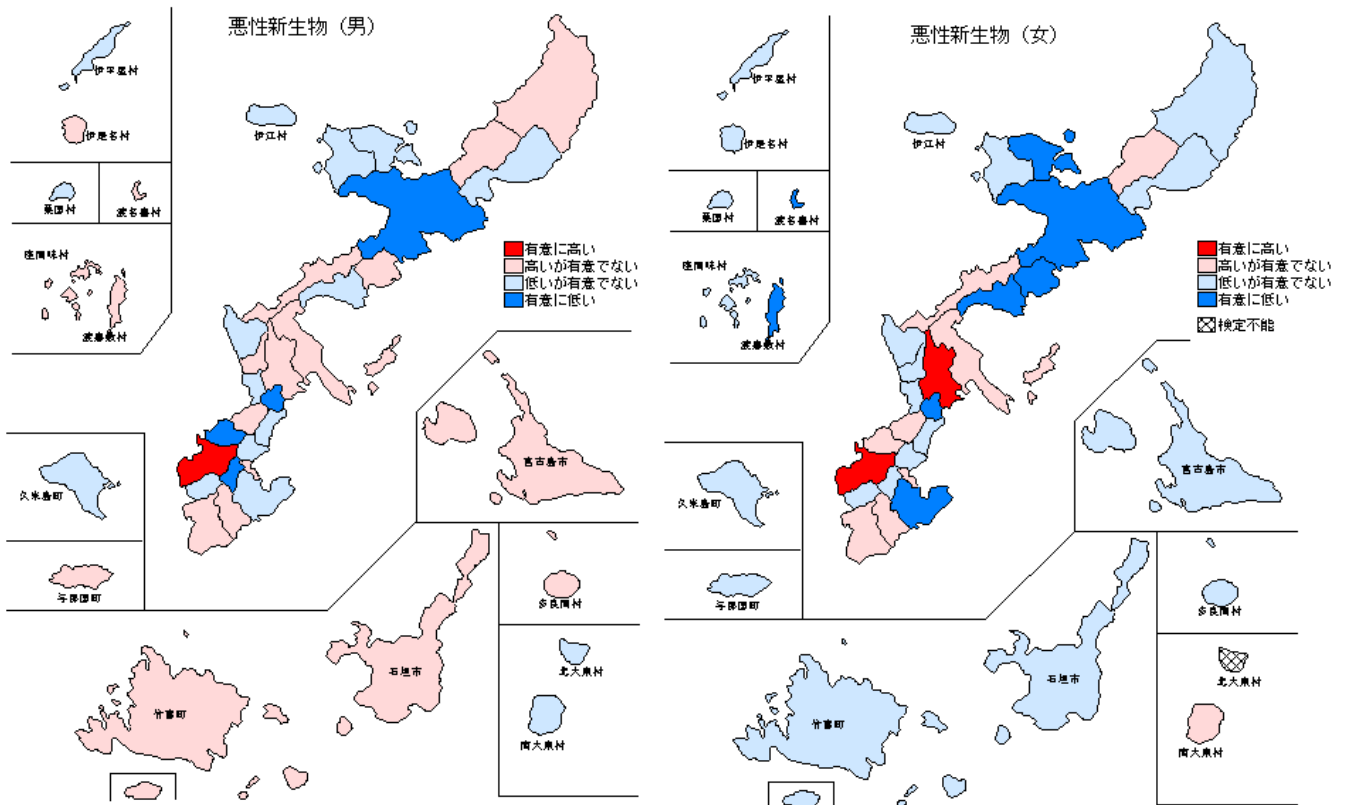 悪性新生物（男）
伊平屋村
伊是名村
伊江村
粟国村
渡名喜村
座間味村
渡嘉敷村
有意に高い
高いが有意でない
低いが有意でない
有意に低い
久米島町
与那国町
宮古島市
多良間村
石垣市
竹富町
北大東村
南大東村
悪性新生物（女）
伊平屋村
伊是名村
伊江村
粟国村
渡名喜村
座間味村
渡嘉敷村
有意に高い
高いが有意でない
低いが有意でない
有意に低い
検定不能
久米島町
与那国町
宮古島市
多良間村
石垣市
竹富町
北大東村
南大東村